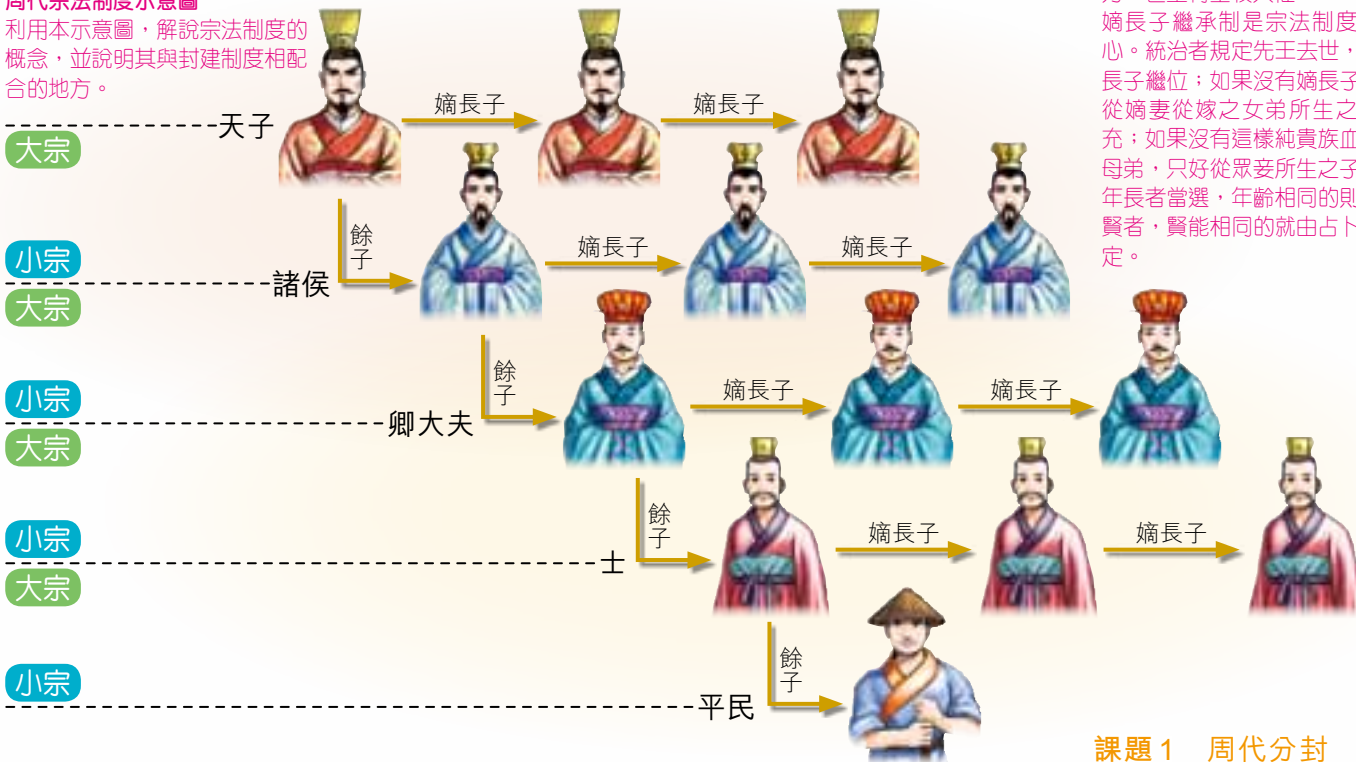 周代宗法制度示意圖
利用本示意圖，解說宗法制度的
概念，並說明其與封建制度相配
合的地方。
嫡長子繼承制是宗法制度
心。統治者規定先王去世，
長子繼位；如果沒有嫡長子
從嫡妻從嫁之女弟所生之
充；如果沒有這樣純貴族血
母弟，只好從眾妾所生之子
年長者當選，年齡相同的則
賢者，賢能相同的就由占卜
定。
天子
嫡長子
嫡長子
大宗
餘子
小宗
諸侯
嫡長子
嫡長子
大宗
餘子
小宗
卿大夫
嫡長子
嫡長子
大宗
餘子
小宗
士
嫡長子
嫡長子
大宗
餘子
小宗
平民
課題1 周代分封